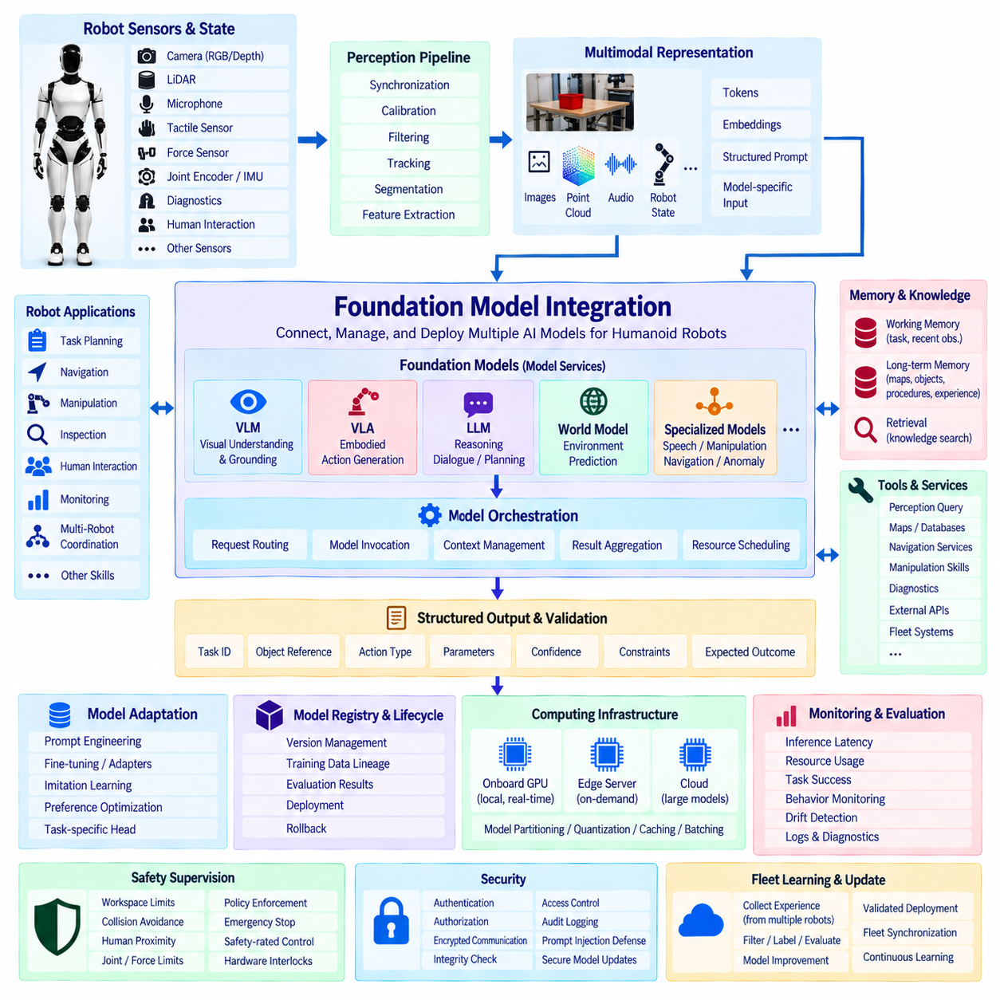 Robot Sensors & State
Camera (RGB/Depth)
LiDAR
Microphone
Tactile Sensor
Force Sensor
Joint Encoder / IMU
Diagnostics
Human Interaction
Other Sensors
Perception Pipeline
Synchronization
Calibration
Filtering
Tracking
Segmentation
Feature Extraction
Multimodal Representation
Images
Point
Cloud
Audio
Robot
State
...
Tokens
Embeddings
Structured Prompt
Model-specific
Input
Robot Applications
Task Planning
Navigation
Manipulation
Inspection
Human Interaction
Monitoring
Multi-Robot
Coordination
Other Skills
Foundation Model Integration
Connect, Manage, and Deploy Multiple AI Models for Humanoid Robots
Foundation Models (Model Services)
VLM
Visual Understanding
& Grounding
VLA
Embodied
Action Generation
LLM
Reasoning
Dialogue / Planning
World Model
Environment
Prediction
Specialized Models
Speech / Manipulation
Navigation / Anomaly
...
Model Orchestration
Request Routing
Model Invocation
Context Management
Result Aggregation
Resource Scheduling
Memory & Knowledge
Working Memory
(task, recent obs.)
Long-term Memory
(maps, objects,
procedures, experience)
Retrieval
(knowledge search)
Tools & Services
Perception Query
Maps / Databases
Navigation Services
Manipulation Skills
Diagnostics
External APIs
Fleet Systems
...
Structured Output & Validation
Task ID
Object Reference
Action Type
Parameters
Confidence
Constraints
Expected Outcome
Model Adaptation
Prompt Engineering
Fine-tuning / Adapters
Imitation Learning
Preference Optimization
Task-specific Head
Model Registry & Lifecycle
Version Management
Training Data Lineage
Evaluation Results
Deployment
Rollback
Computing Infrastructure
Onboard GPU
(local, real-time)
Edge Server
(on-demand)
Cloud
(large models)
Model Partitioning / Quantization / Caching / Batching
Monitoring & Evaluation
Inference Latency
Resource Usage
Task Success
Behavior Monitoring
Drift Detection
Logs & Diagnostics
Safety Supervision
Workspace Limits
Collision Avoidance
Human Proximity
Joint / Force Limits
Policy Enforcement
Emergency Stop
Safety-rated Control
Hardware Interlocks
Security
Authentication
Authorization
Encrypted Communication
Integrity Check
Access Control
Audit Logging
Prompt Injection Defense
Secure Model Updates
Fleet Learning & Update
Collect Experience
(from multiple robots)
Filter / Label / Evaluate
Model Improvement
Validated Deployment
Fleet Synchronization
Continuous Learning